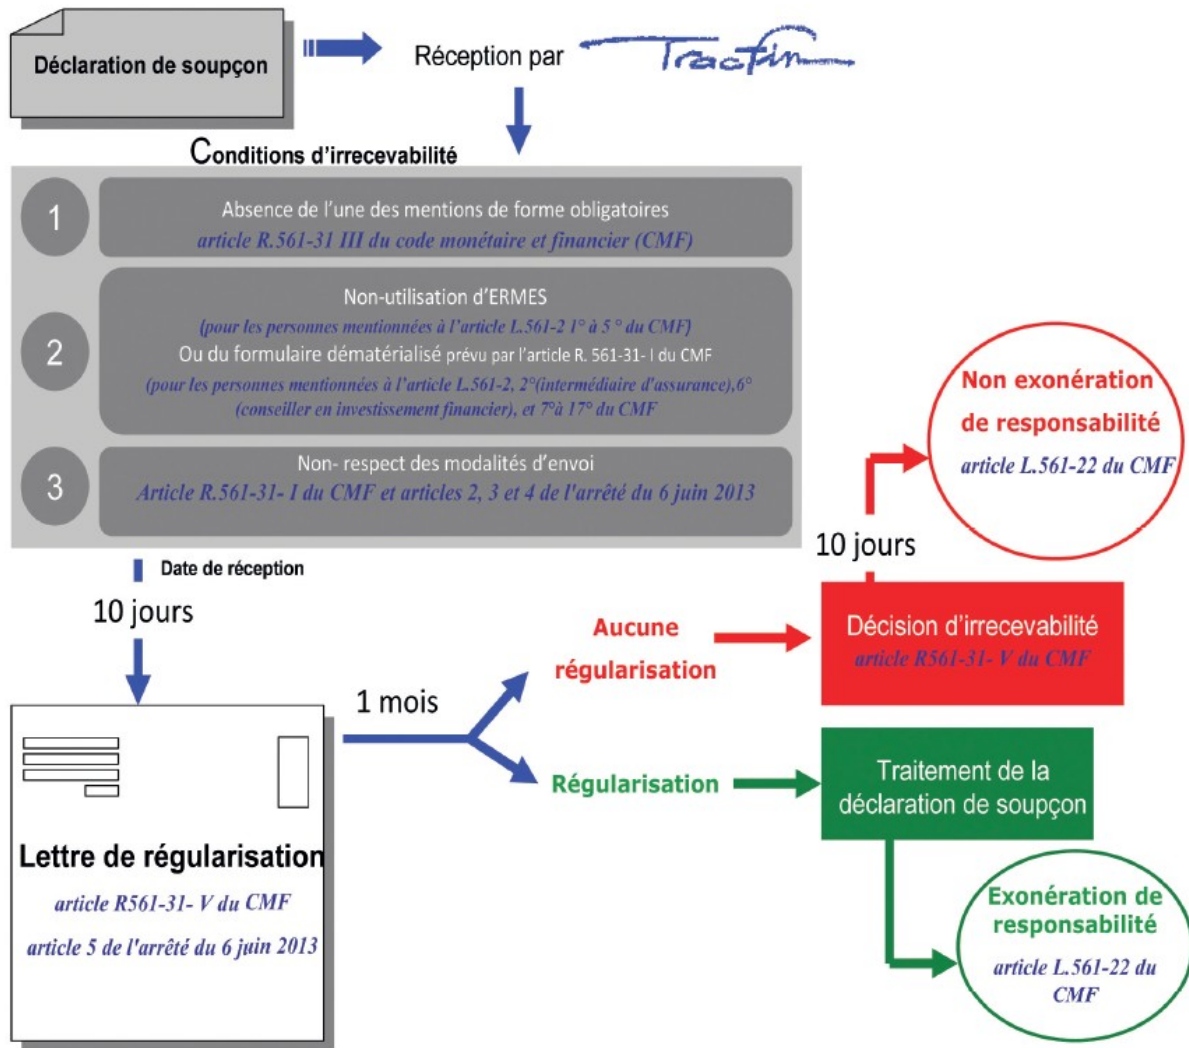 Déclaration de soupçon
Réception par
Tracfin
Conditions d'irrecevabilité
1
Absence de l'une des mentions de forme obligatoires
article R.561-31 III du code monétaire et financier (CMF)
2
Non-utilisation d'ERMES
(pour les personnes mentionnées à l'article L.561-2 1° à 5 ° du CMF)
Ou du formulaire dématérialisé prévu par l'article R. 561-31- I du CMF
(pour les personnes mentionnées à l'article L.561-2, 2°(intermédiaire d'assurance),6°
(conseiller en investissement financier), et 7°à 17° du CMF
3
Non- respect des modalités d'envoi
Article R.561-31- I du CMF et articles 2, 3 et 4 de l'arrêté du 6 juin 2013
Date de réception
10 jours
Lettre de régularisation
article R561-31- V du CMF
article 5 de l'arrêté du 6 juin 2013
1 mois
Aucune
régularisation
Décision d'irrecevabilité
article R561-31- V du CMF
10 jours
Non exonération
de responsabilité
article L.561-22 du CMF
Régularisation
Traitement de la
déclaration de soupçon
Exonération de
responsabilité
article L.561-22 du
CMF